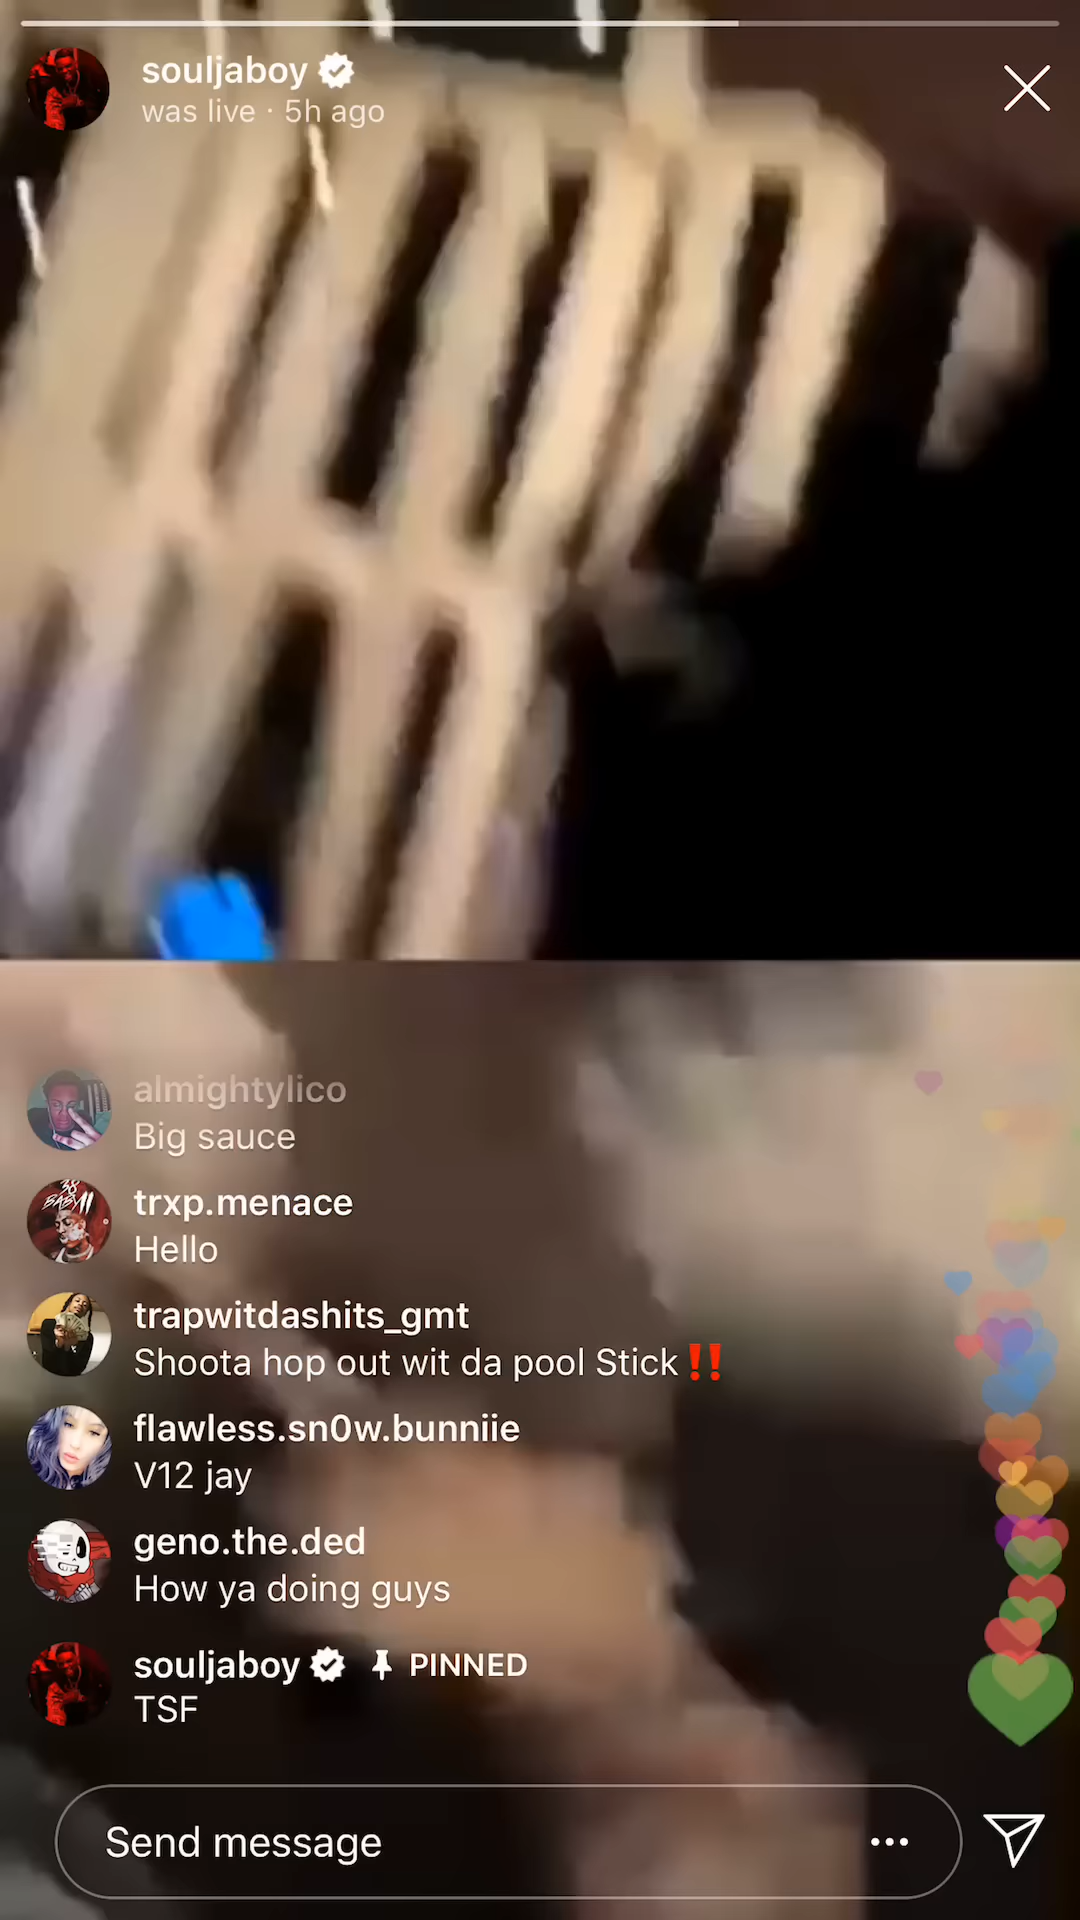 souljaboy
was live · 5h ago
almightylico
Big sauce
trxp.menace
Hello
trapwitdashits_gmt
Shoota hop out wit da pool Stick‼️
flawless.sn0w.bunniie
V12 jay
geno.the.ded
How ya doing guys
souljaboy PINNED
TSF
Send message